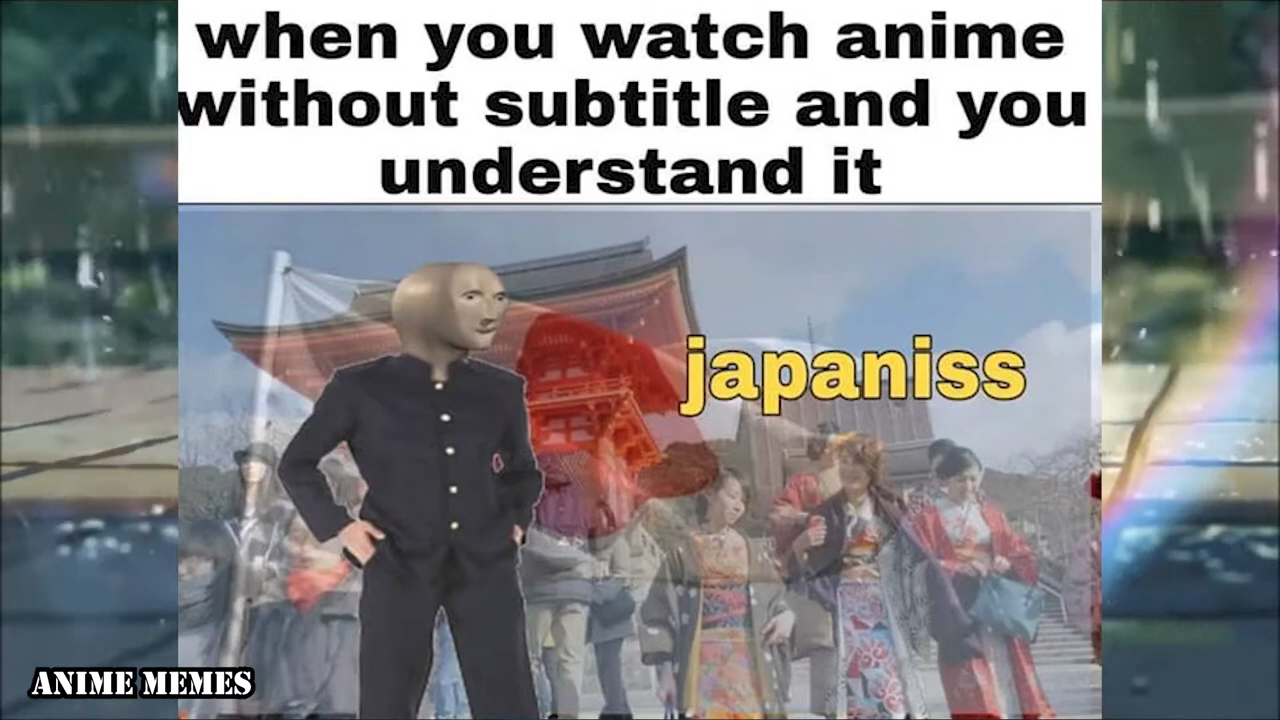 when you watch anime
without subtitle and you
understand it
japaniss
ANIME MEMES